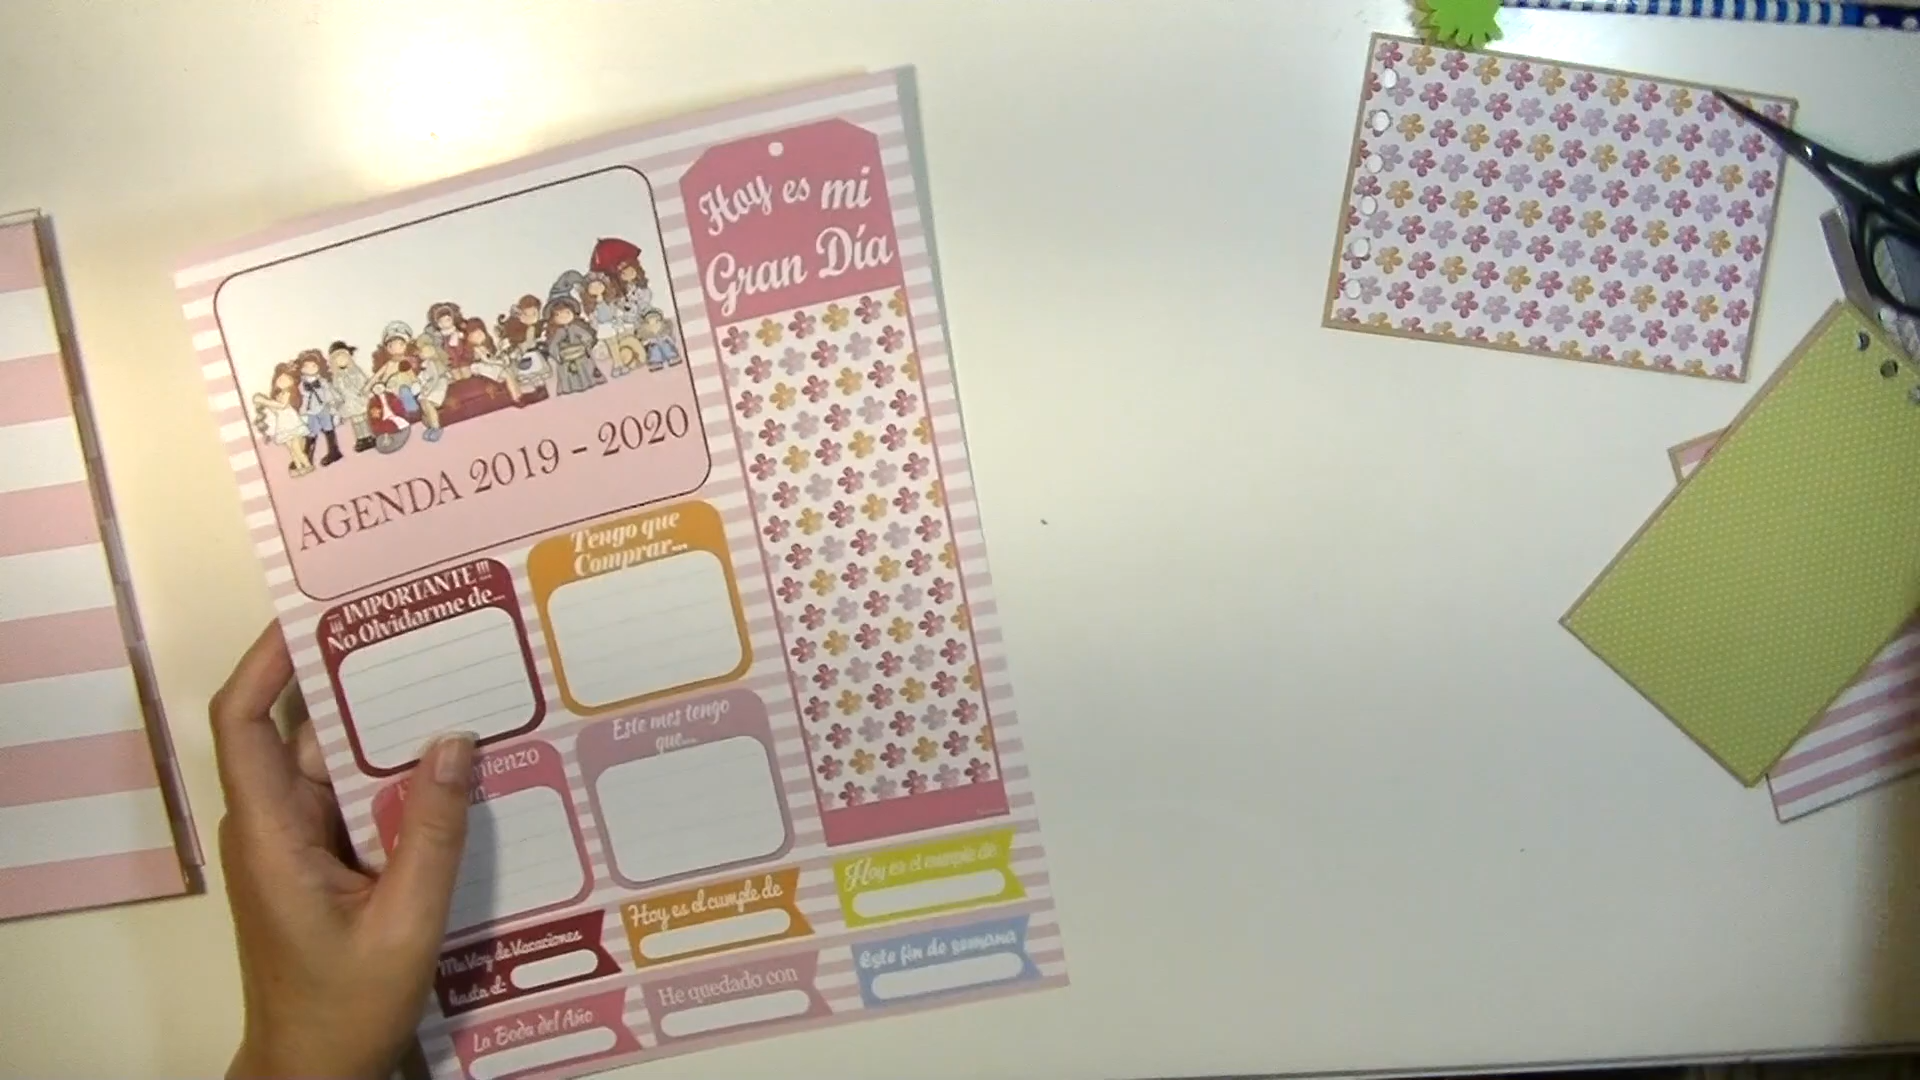 Hoy es mi
Gran Día
AGENDA 2019 - 2020
¡¡¡IMPORTANTE!!!
No Olvidarme de...
Tengo que
Comprar...
mienzo
Este mes tengo
que...
Me Voy de Vacaciones
hasta el:
Hoy es el cumple de
Hoy es el cumple de
La Boda del Año
He quedado con
Este fin de semana